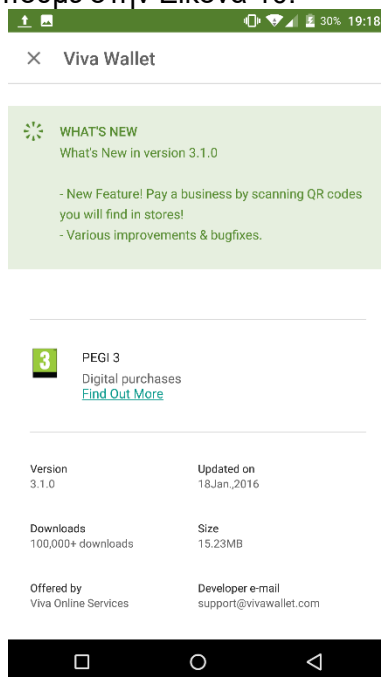 30% 19:18
Viva Wallet
WHAT'S NEW
What's New in version 3.1.0
- New Feature! Pay a business by scanning QR codes
you will find in stores!
- Various improvements & bugfixes.
3
PEGI 3
Digital purchases
Find Out More
Version
3.1.0
Updated on
18Jan.,2016
Downloads
100,000+ downloads
Size
15.23MB
Offered by
Viva Online Services
Developer e-mail
support@vivawallet.com